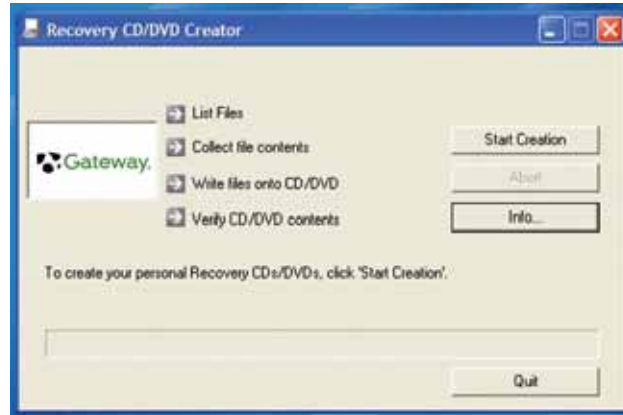 Recovery CD/DVD Creator
List Files
Collect file contents
Write files onto CD/DVD
Verify CD/DVD contents
Gateway.
Start Creation
Abort
Info...
To create your personal Recovery CDs/DVDs, click 'Start Creation'.
Quit